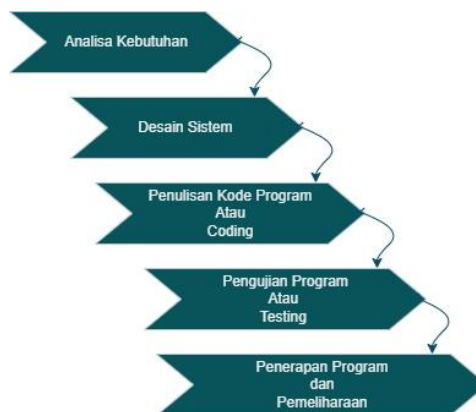 Analisa Kebutuhan
Desain Sistem
Penulisan Kode Program
Atau
Coding
Pengujian Program
Atau
Testing
Penerapan Program
dan
Pemeliharaan